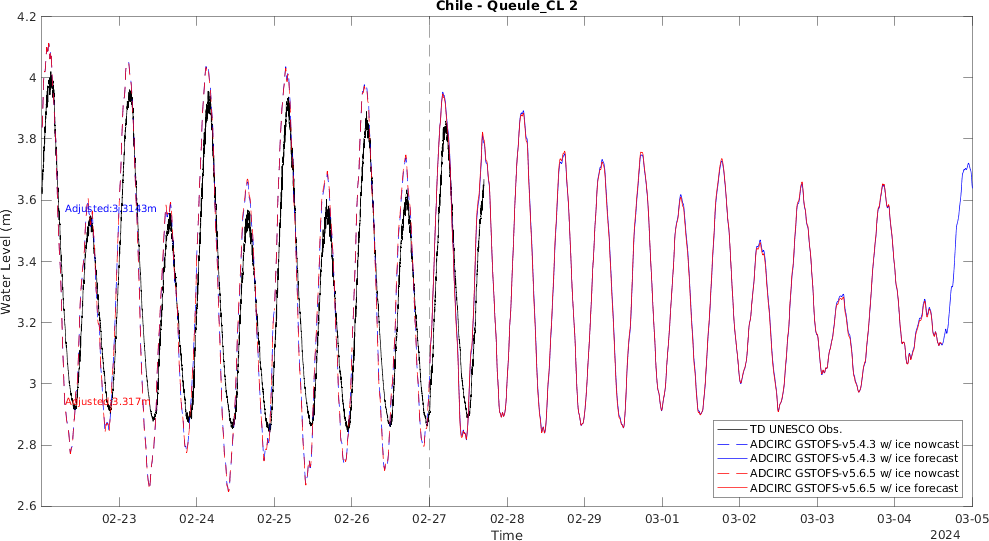 Chile - Queule_CL 2
4.2
4
3.8
3.6
3.4
3.2
3
2.8
2.6
Water Level (m)
Adjusted:3.3143m
Adjusted:3.317m
TD UNESCO Obs.
ADCIRC GSTOFS-v5.4.3 w/ ice nowcast
ADCIRC GSTOFS-v5.4.3 w/ ice forecast
ADCIRC GSTOFS-v5.6.5 w/ ice nowcast
ADCIRC GSTOFS-v5.6.5 w/ ice forecast
02-23 02-24 02-25 02-26 02-27 02-28 02-29 03-01 03-02 03-03 03-04 03-05
Time
2024